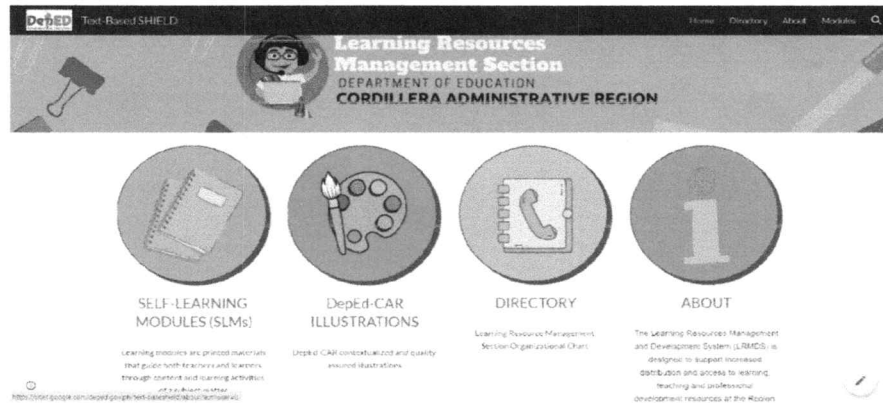 DepED Text-Based SHIELD
Home Directory About Modules
Learning Resources
Management Section
DEPARTMENT OF EDUCATION
CORDILLERA ADMINISTRATIVE REGION
SELF-LEARNING
MODULES (SLMs)
Learning modules are printed materials
that guide both teachers and learners
through content and learning activities
of a subject matter
DepEd-CAR
ILLUSTRATIONS
DepEd-CAR contextualized and quality
assured illustrations
DIRECTORY
Learning Resource Management
Section Organizational Chart
ABOUT
The Learning Resources Management
and Development System (LRMDS) is
designed to support increased
distribution and access to learning,
teaching and professional
development resources at the Region